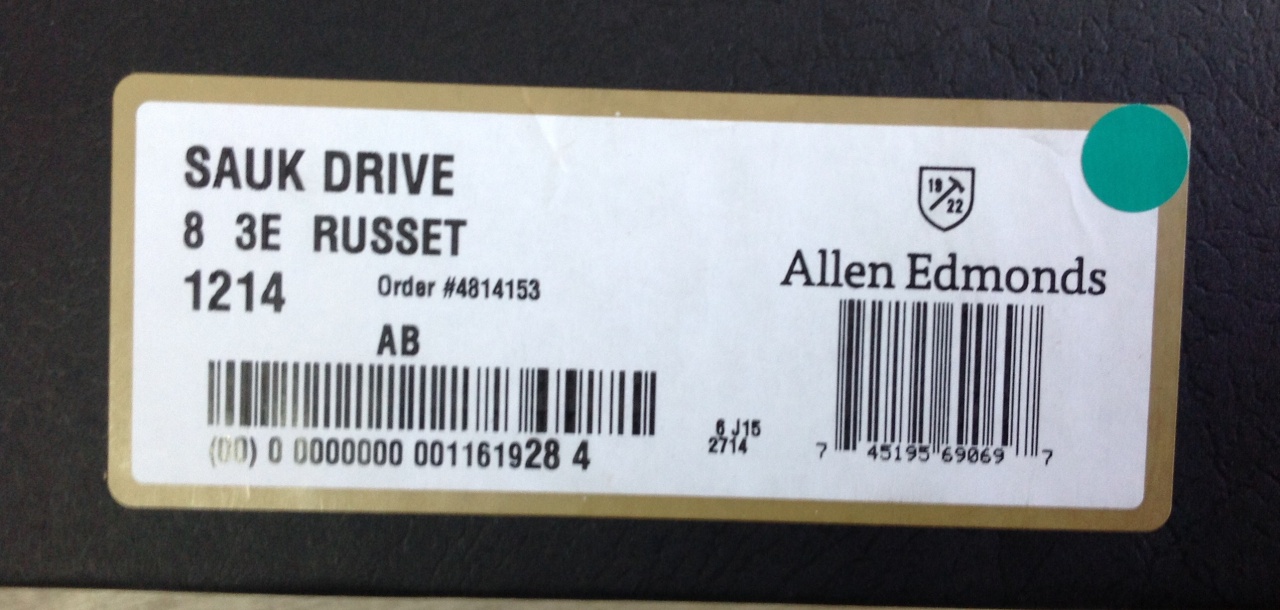 SAUK DRIVE
8 3E RUSSET
1214 Order #4814153
AB
(00) 0 0000000 001161928 4
6 J15
2714
19
22
Allen Edmonds
7 45195 69069 7